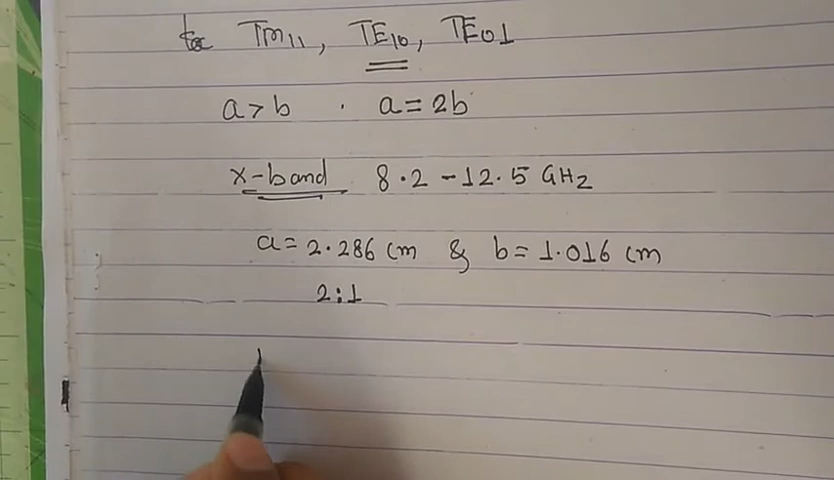 for TM11, TE10, TE01
a > b . a = 2b
x-band 8.2 - 12.5 GHz
a = 2.286 cm & b = 1.016 cm
2:1